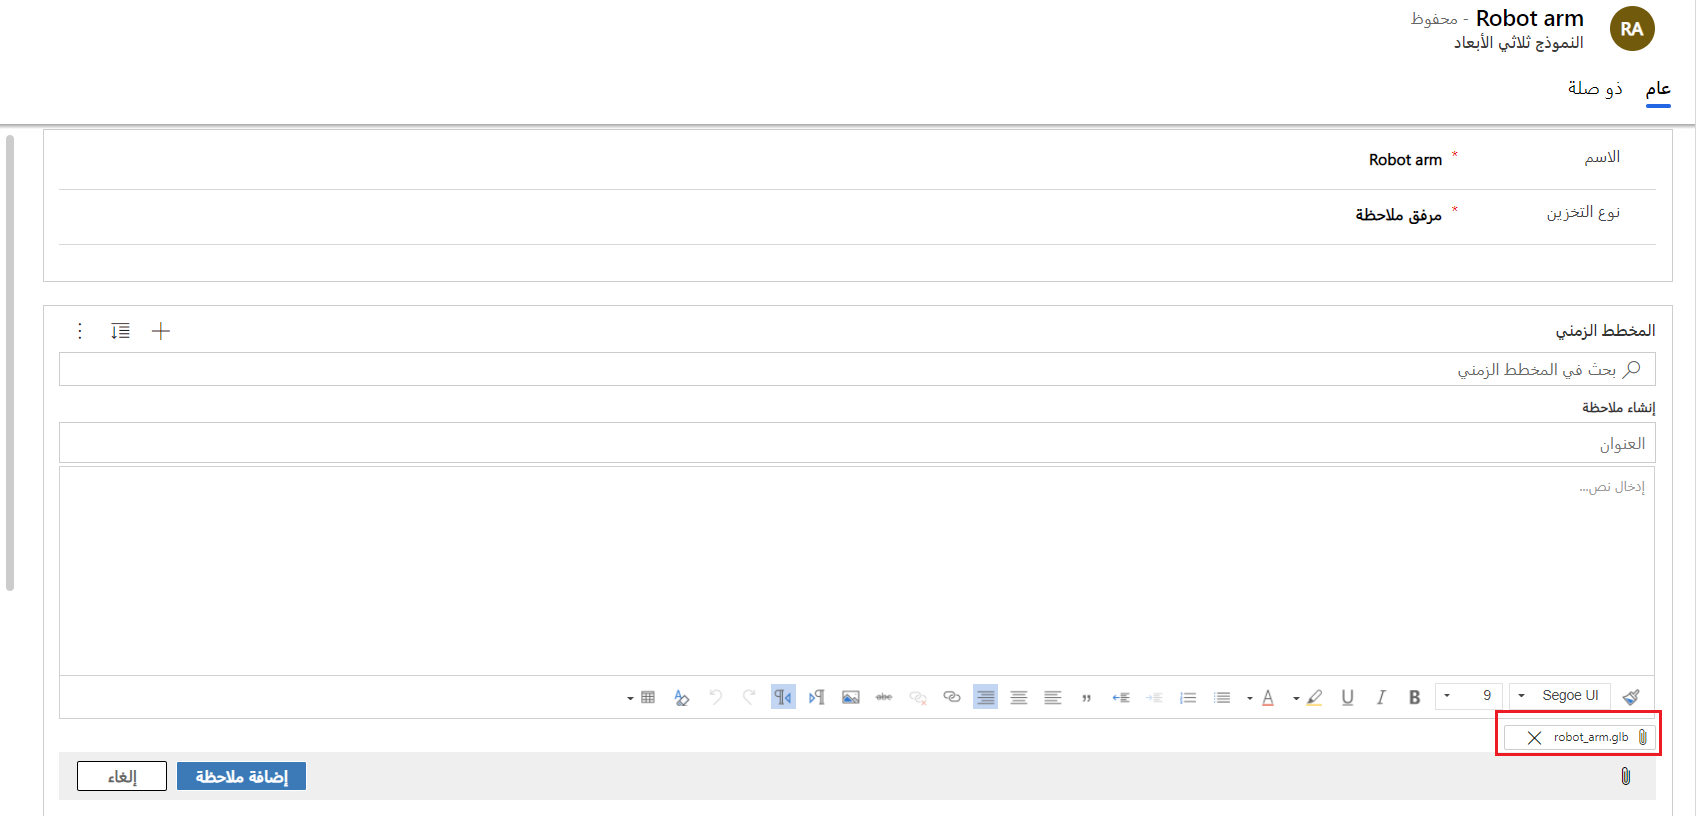 RA
Robot arm - محفوظ
النموذج ثلاثي الأبعاد
عام ذو صلة
الاسم * Robot arm
نوع التخزين * مرفق ملاحظة
المخطط الزمني
بحث في المخطط الزمني
إنشاء ملاحظة
العنوان
إدخال نص...
Segoe UI 9 B I U A abc
robot_arm.glb
إضافة ملاحظة إلغاء